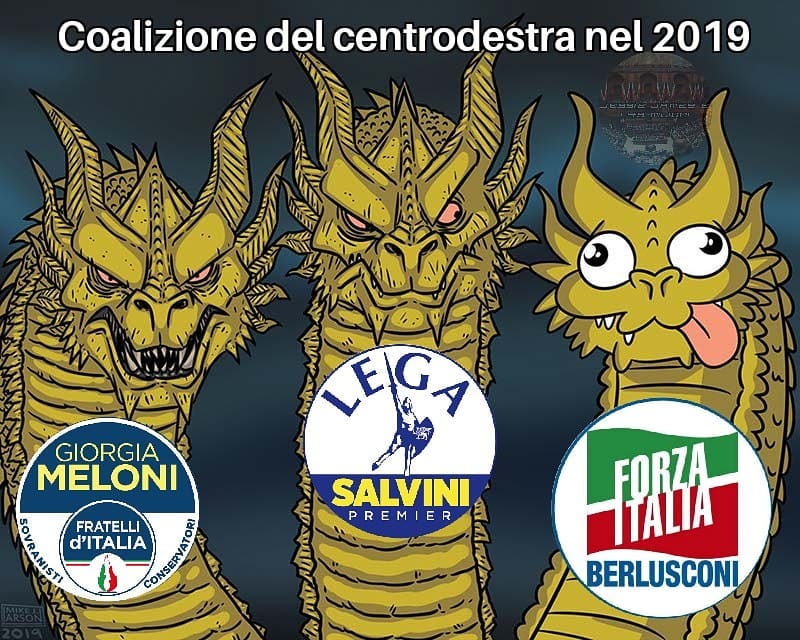 Coalizione del centrodestra nel 2019
GIORGIA
MELONI
FRATELLI
d'ITALIA
SOVRANISTI
CONSERVATORI
LEGA
SALVINI
PREMIER
FORZA
ITALIA
BERLUSCONI
MIKE J.
ARSON
2019